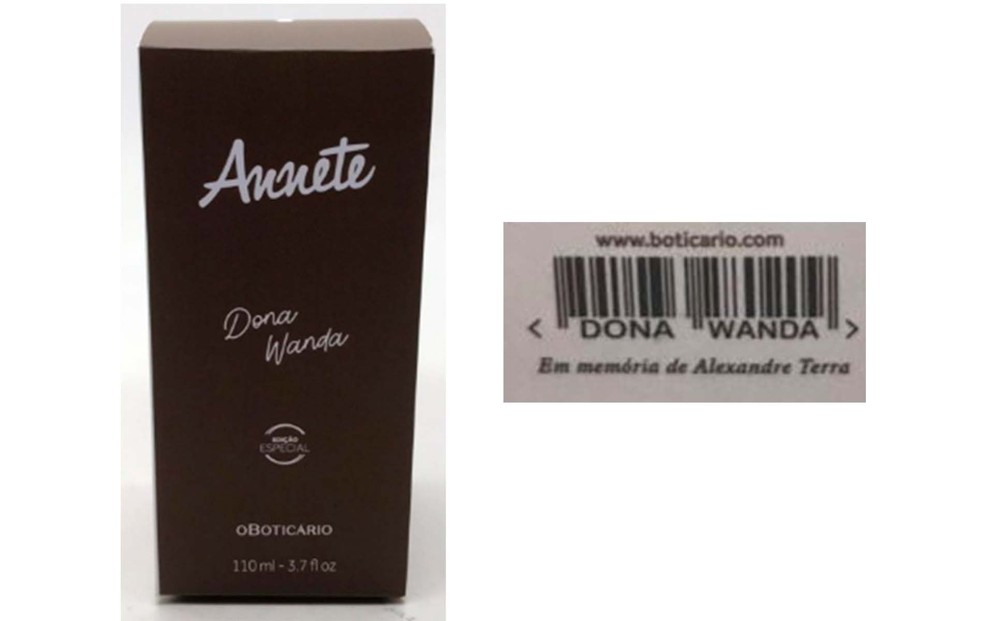 Annete
Dona
Wanda
EDIÇÃO
ESPECIAL
oBOTICÁRIO
110 ml - 3.7 fl oz
www.boticario.com
< DONA WANDA >
Em memória de Alexandre Terra